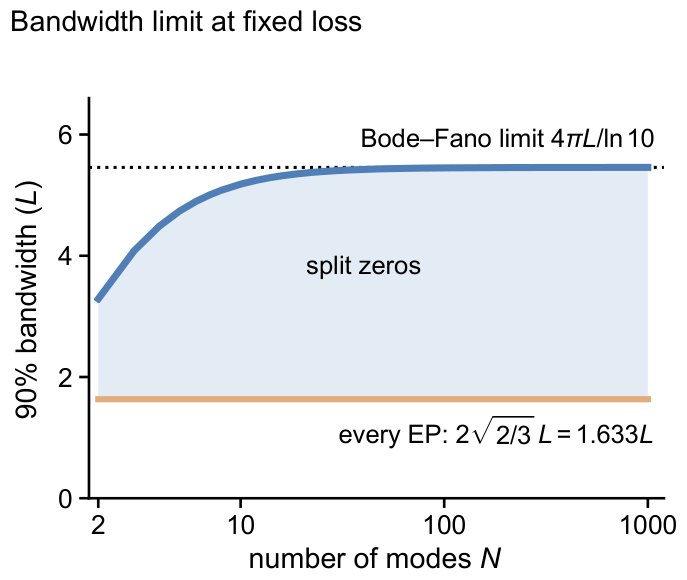 Bandwidth limit at fixed loss
Bode–Fano limit 4πL/ln 10
split zeros
every EP: 2√2/3 L = 1.633L
90% bandwidth (L)
6
4
2
0
2
10
100
1000
number of modes N